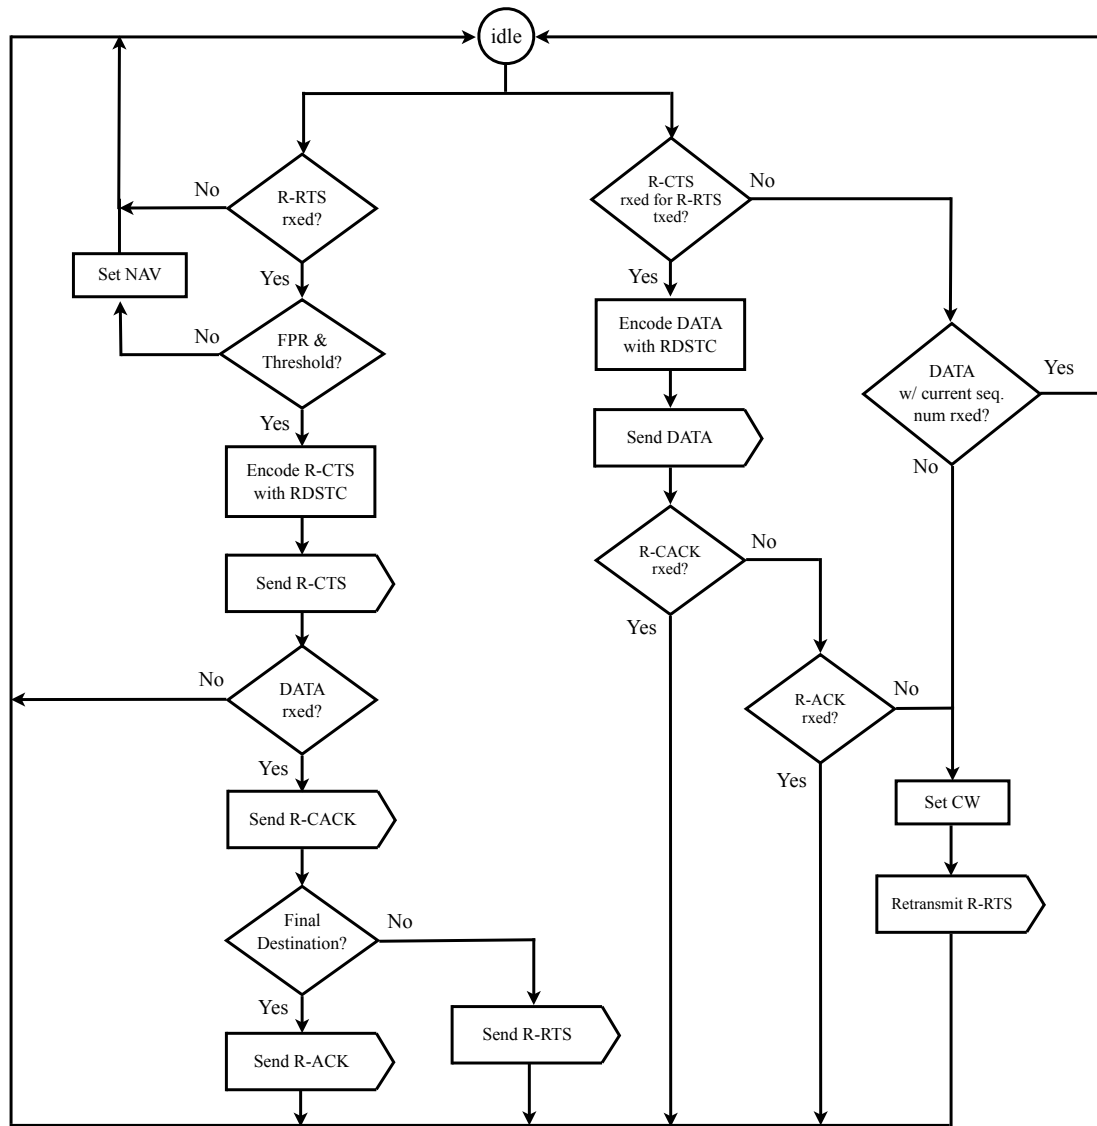 idle
No
R-RTS
rxed?
Yes
Set NAV
No
FPR &
Threshold?
Yes
Encode R-CTS
with RDSTC
Send R-CTS
No
DATA
rxed?
Yes
Send R-CACK
Final
Destination?
No
Yes
Send R-ACK
Send R-RTS
R-CTS
rxed for R-RTS
txed?
No
Yes
Encode DATA
with RDSTC
Send DATA
R-CACK
rxed?
No
Yes
R-ACK
rxed?
No
Yes
DATA
w/ current seq.
num rxed?
Yes
No
Set CW
Retransmit R-RTS